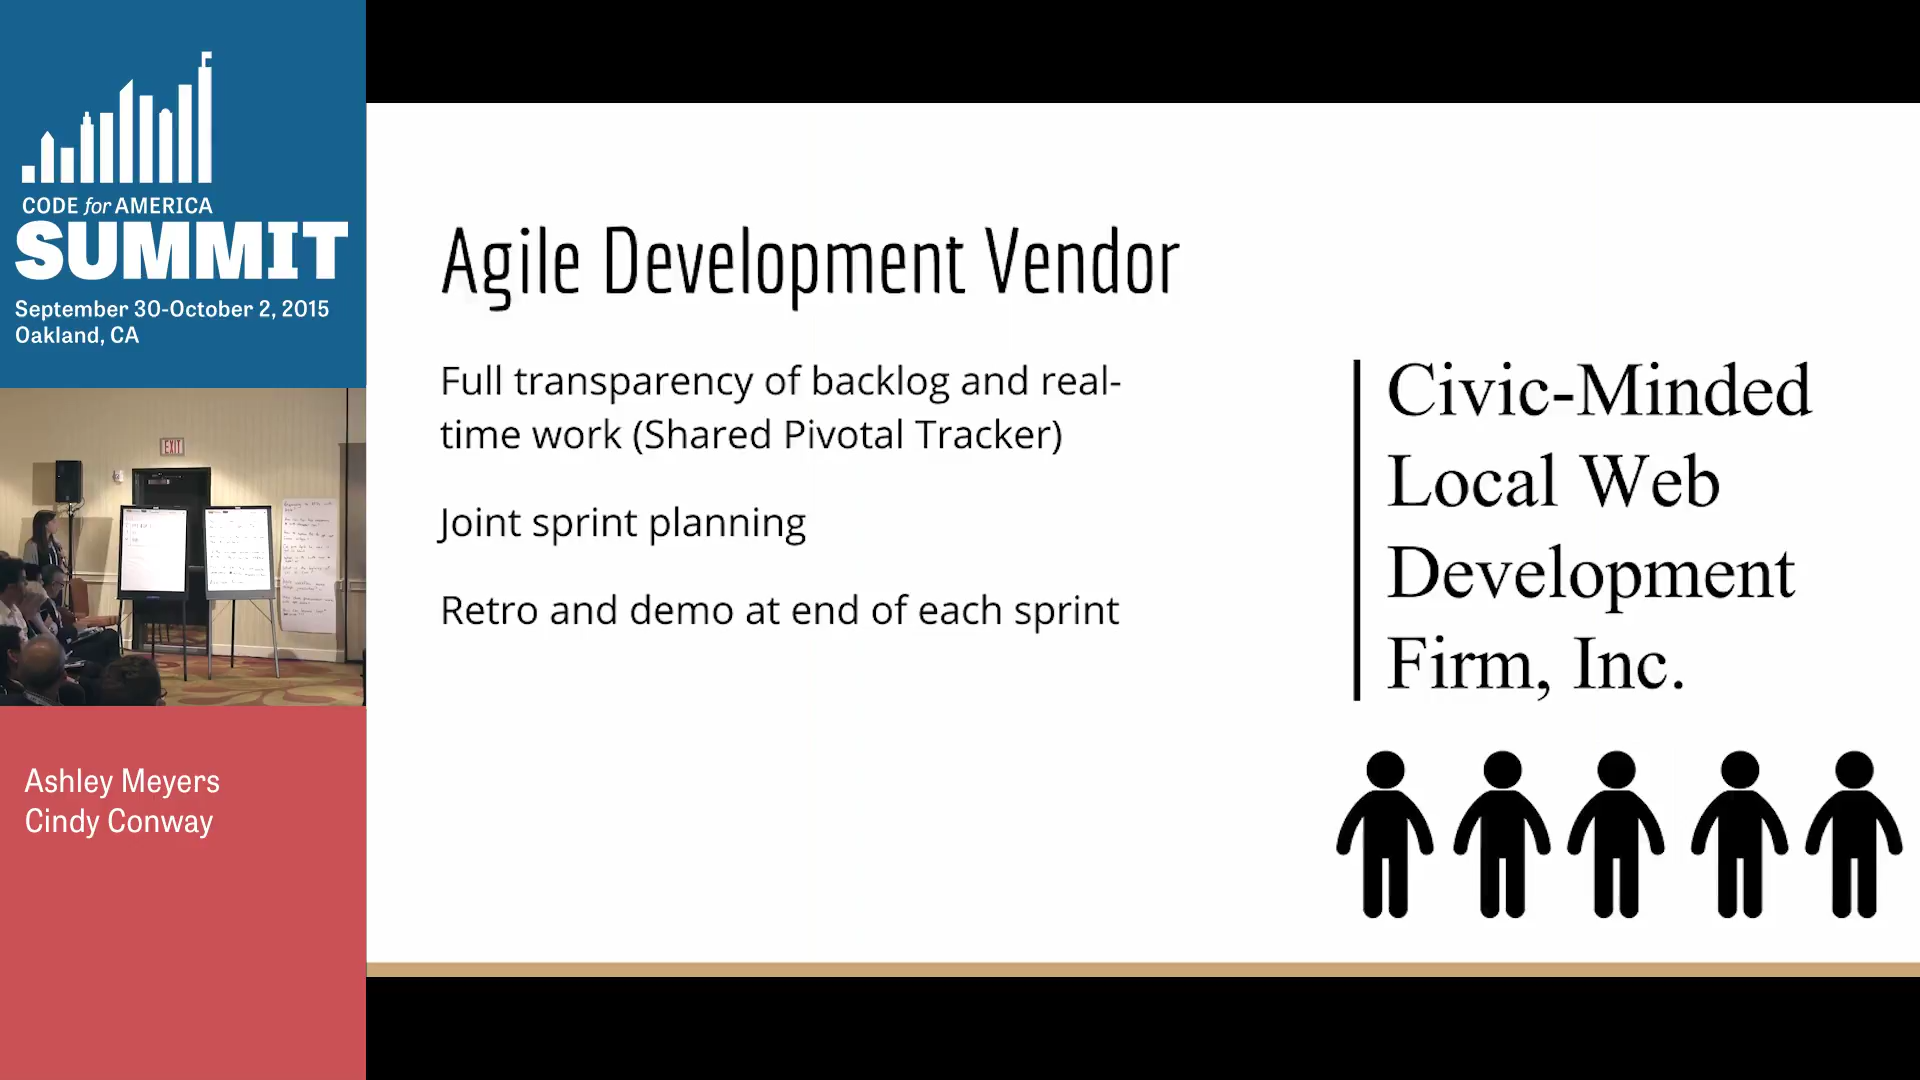 CODE for AMERICA
SUMMIT
September 30-October 2, 2015
Oakland, CA
EXIT
Ashley Meyers
Cindy Conway
Agile Development Vendor
Full transparency of backlog and real-
time work (Shared Pivotal Tracker)
Joint sprint planning
Retro and demo at end of each sprint
Civic-Minded
Local Web
Development
Firm, Inc.